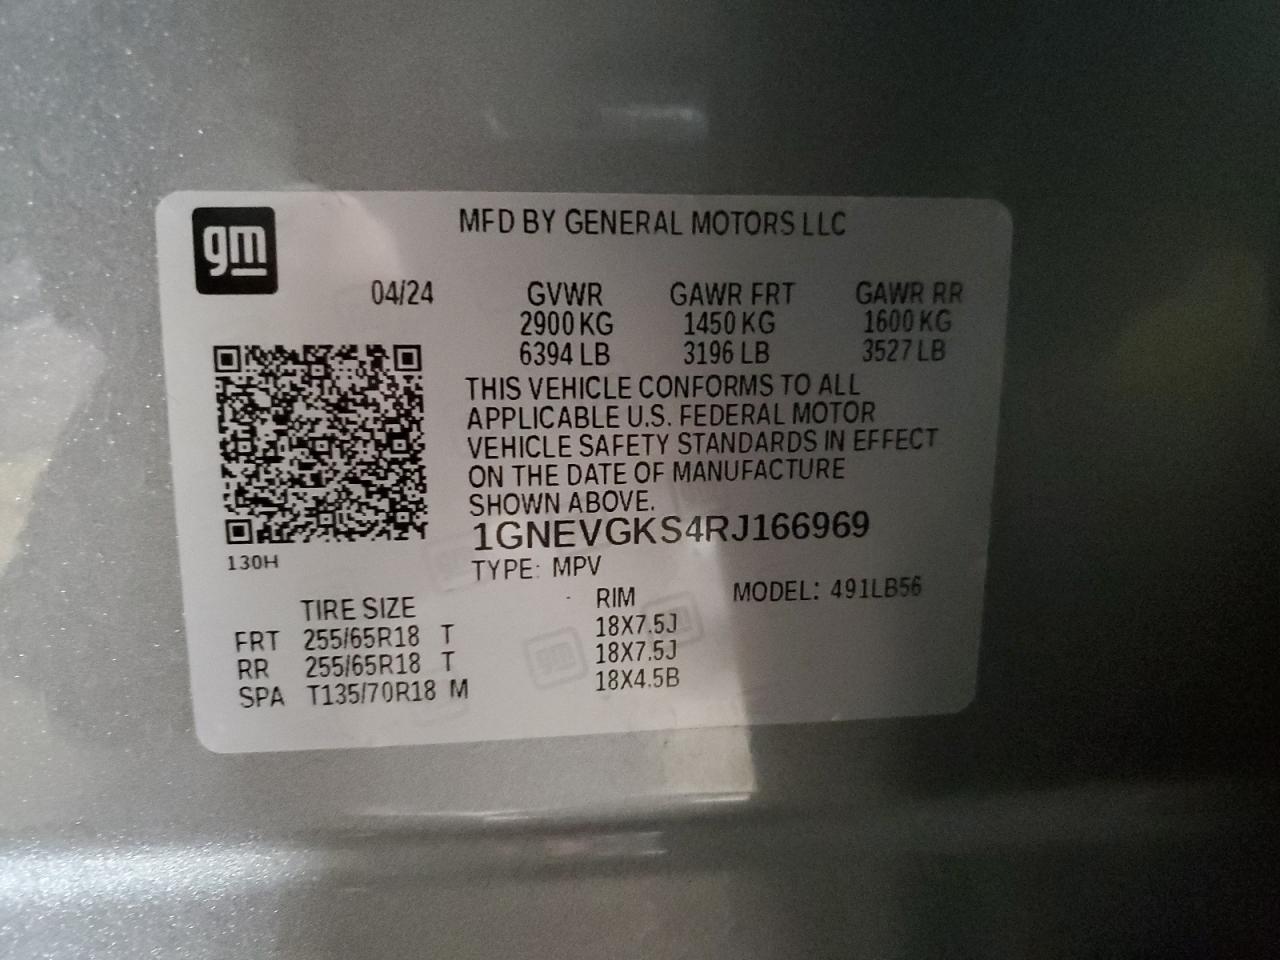 gm
MFD BY GENERAL MOTORS LLC
04/24 GVWR GAWR FRT GAWR RR
2900 KG 1450 KG 1600 KG
6394 LB 3196 LB 3527 LB
THIS VEHICLE CONFORMS TO ALL
APPLICABLE U.S. FEDERAL MOTOR
VEHICLE SAFETY STANDARDS IN EFFECT
ON THE DATE OF MANUFACTURE
SHOWN ABOVE.
1GNEVGKS4RJ166969
130H
TYPE: MPV
MODEL: 491LB56
TIRE SIZE RIM
FRT 255/65R18 T 18X7.5J
RR 255/65R18 T 18X7.5J
SPA T135/70R18 M 18X4.5B
gm
gm